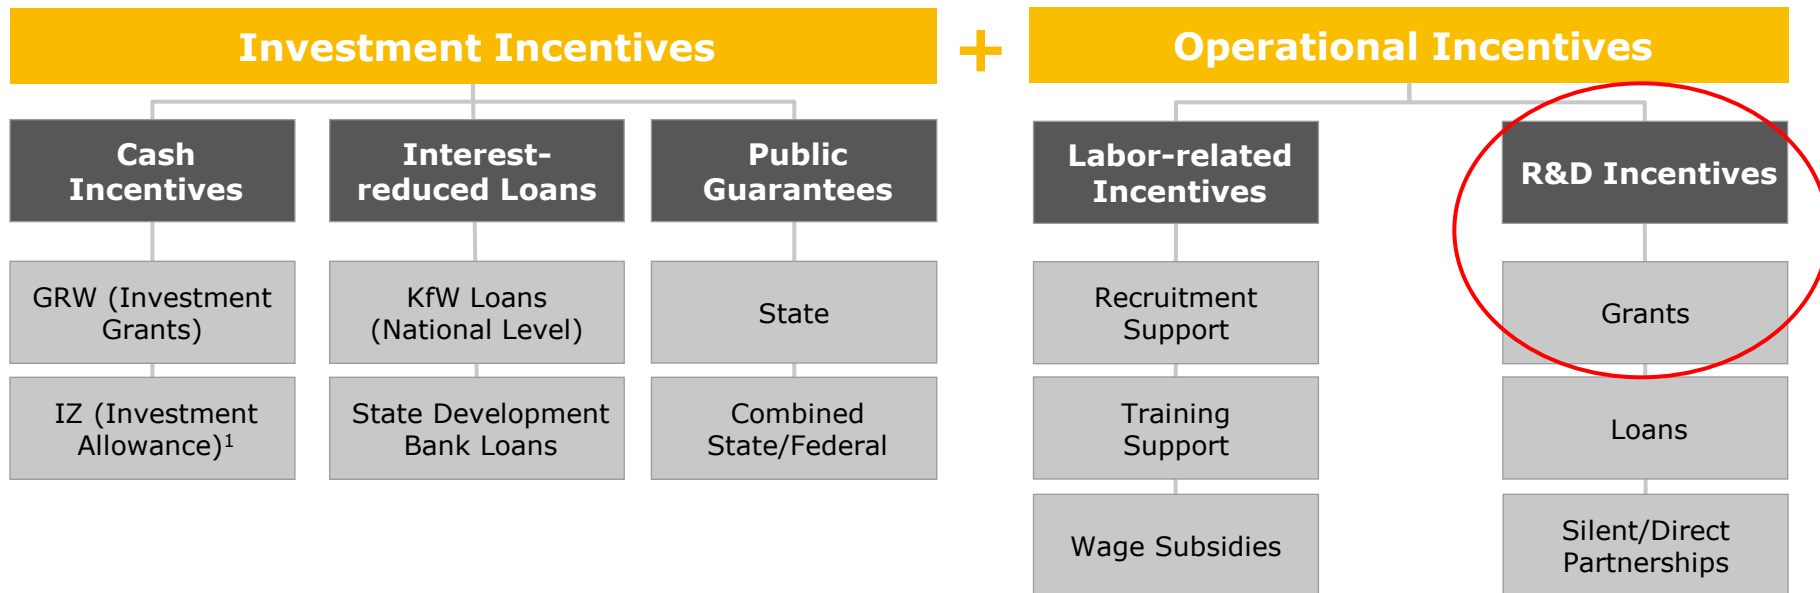 Investment Incentives
+
Operational Incentives
Cash
Incentives
Interest-
reduced Loans
Public
Guarantees
Labor-related
Incentives
R&D Incentives
GRW (Investment
Grants)
KfW Loans
(National Level)
State
Recruitment
Support
Grants
IZ (Investment
Allowance)¹
State Development
Bank Loans
Combined
State/Federal
Training
Support
Loans
Wage Subsidies
Silent/Direct
Partnerships